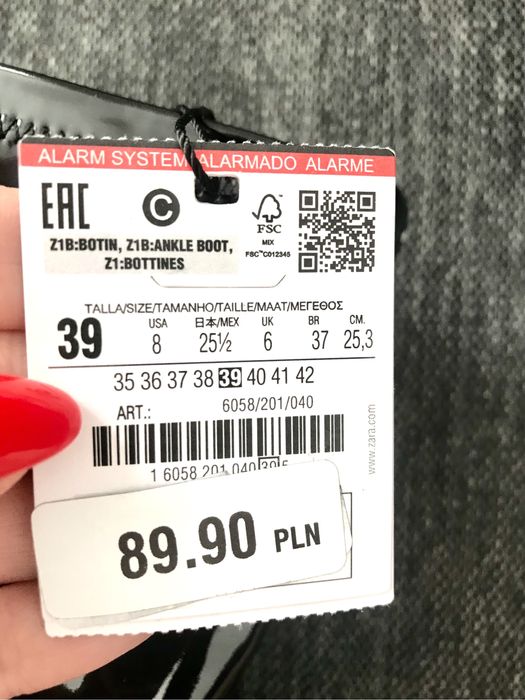 ALARM SYSTEM ALARMADO ALARME
EAC
C
FSC
MIX
FSC™C012345
Z1B:BOTIN, Z1B:ANKLE BOOT,
Z1:BOTTINES
TALLA/SIZE/TAMANHO/TAILLE/MAAT/ΜΕΓΕΘΟΣ
USA 日本/MEX UK BR CM.
39 8 25½ 6 37 25,3
35 36 37 38 39 40 41 42
ART.: 6058/201/040
1 6058 201 040 39 5
www.zara.com
89.90 PLN